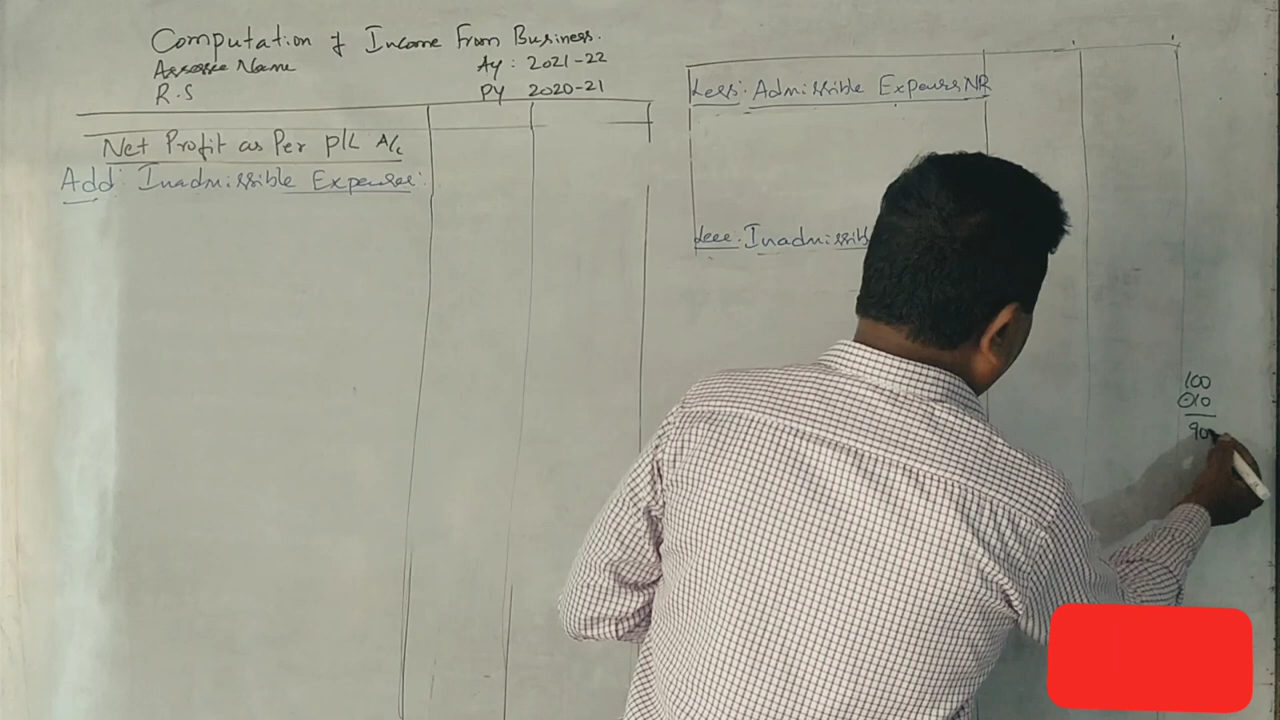 Computation of Income From Business.
Assessee Name Ay : 2021-22
R.S PY 2020-21
Net Profit as Per P/L A/c
Add: Inadmissible Expenses:
Less: Admissible Expenses NR
Less: Inadmissib
100
10
90